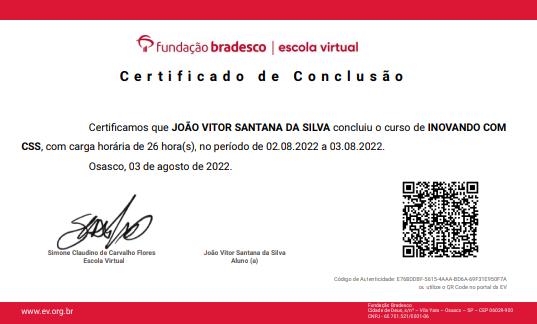 fundação bradesco | escola virtual
Certificado de Conclusão
Certificamos que JOÃO VITOR SANTANA DA SILVA concluiu o curso de INOVANDO COM
CSS, com carga horária de 26 hora(s), no período de 02.08.2022 a 03.08.2022.
Osasco, 03 de agosto de 2022.
Simone Claudino de Carvalho Flores
Escola Virtual
João Vitor Santana da Silva
Aluno (a)
Código de Autenticidade: E76BDD8F-5615-4AAA-BD6A-69F31E950F7A
ou utilize o QR Code no portal da EV
www.ev.org.br
Fundação Bradesco
Cidade de Deus, s/nº – Vila Yara – Osasco – SP – CEP 06029-900
CNPJ - 60.701.521/0001-06